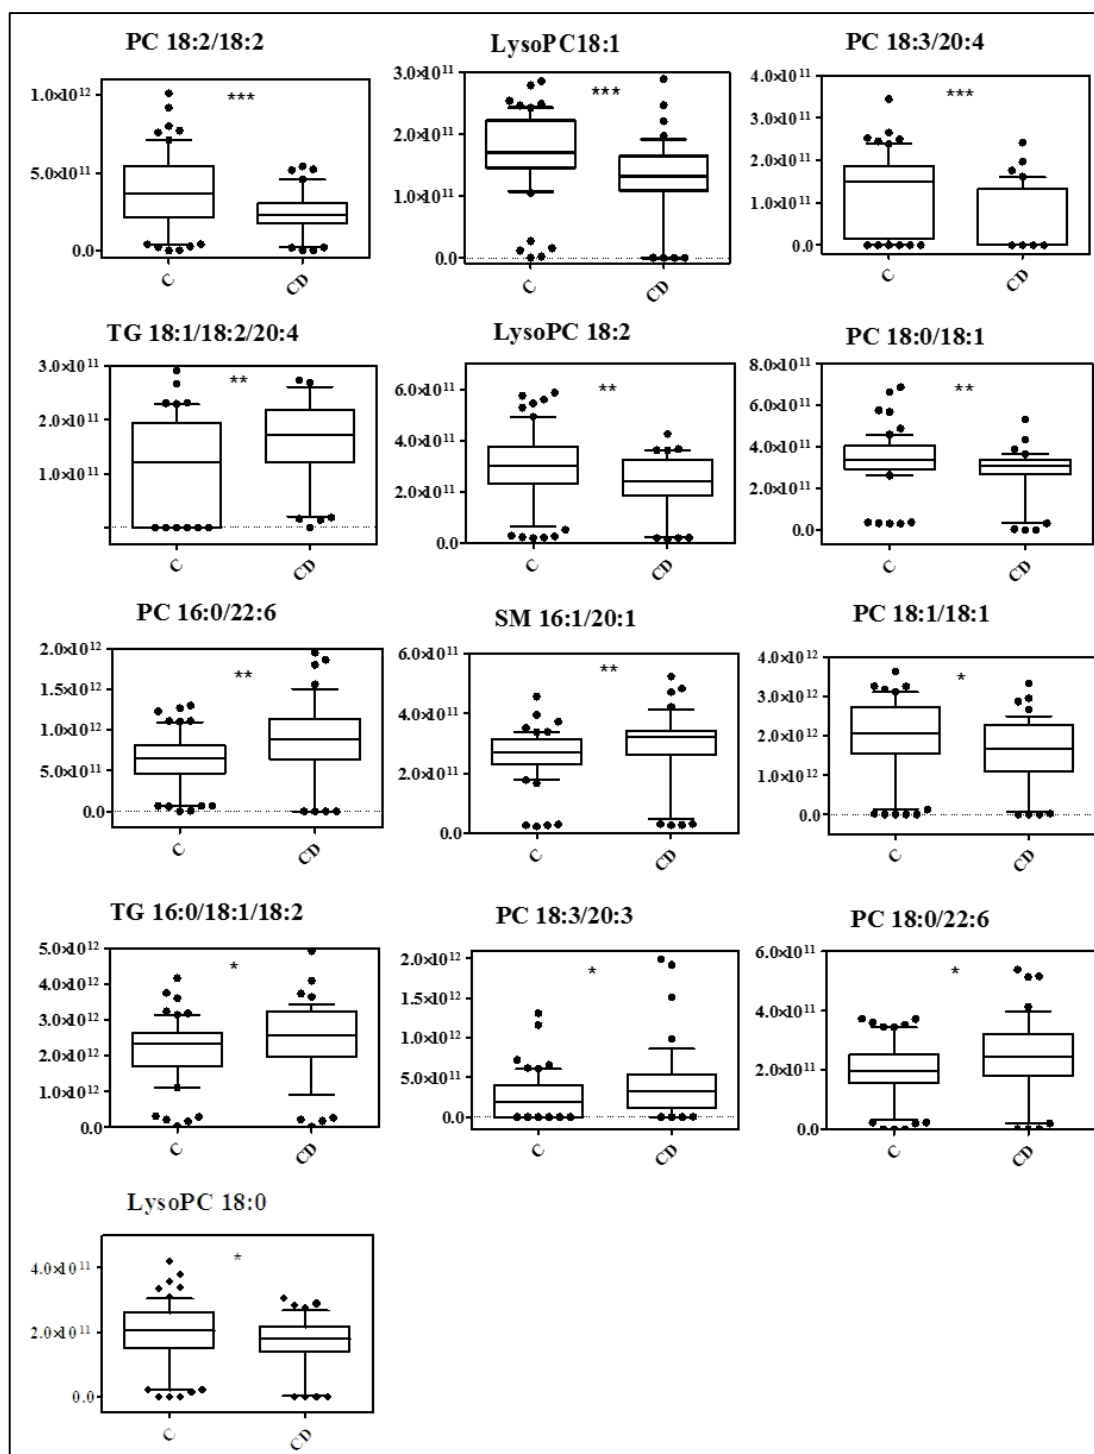 PC 18:2/18:2
1.0×10¹²
5.0×10¹¹
0.0
***
C
CD
LysoPC18:1
3.0×10¹¹
2.0×10¹¹
1.0×10¹¹
0.0
***
C
CD
PC 18:3/20:4
4.0×10¹¹
3.0×10¹¹
2.0×10¹¹
1.0×10¹¹
0.0
***
C
CD
TG 18:1/18:2/20:4
3.0×10¹¹
2.0×10¹¹
1.0×10¹¹
**
C
CD
LysoPC 18:2
6.0×10¹¹
4.0×10¹¹
2.0×10¹¹
0.0
**
C
CD
PC 18:0/18:1
8.0×10¹¹
6.0×10¹¹
4.0×10¹¹
2.0×10¹¹
0.0
**
C
CD
PC 16:0/22:6
2.0×10¹²
1.5×10¹²
1.0×10¹²
5.0×10¹¹
0.0
**
C
CD
SM 16:1/20:1
6.0×10¹¹
4.0×10¹¹
2.0×10¹¹
0.0
**
C
CD
PC 18:1/18:1
4.0×10¹²
3.0×10¹²
2.0×10¹²
1.0×10¹²
0.0
*
C
CD
TG 16:0/18:1/18:2
5.0×10¹²
4.0×10¹²
3.0×10¹²
2.0×10¹²
1.0×10¹²
0.0
*
C
CD
PC 18:3/20:3
2.0×10¹²
1.5×10¹²
1.0×10¹²
5.0×10¹¹
0.0
*
C
CD
PC 18:0/22:6
6.0×10¹¹
4.0×10¹¹
2.0×10¹¹
0.0
*
C
CD
LysoPC 18:0
4.0×10¹¹
2.0×10¹¹
0.0
*
C
CD